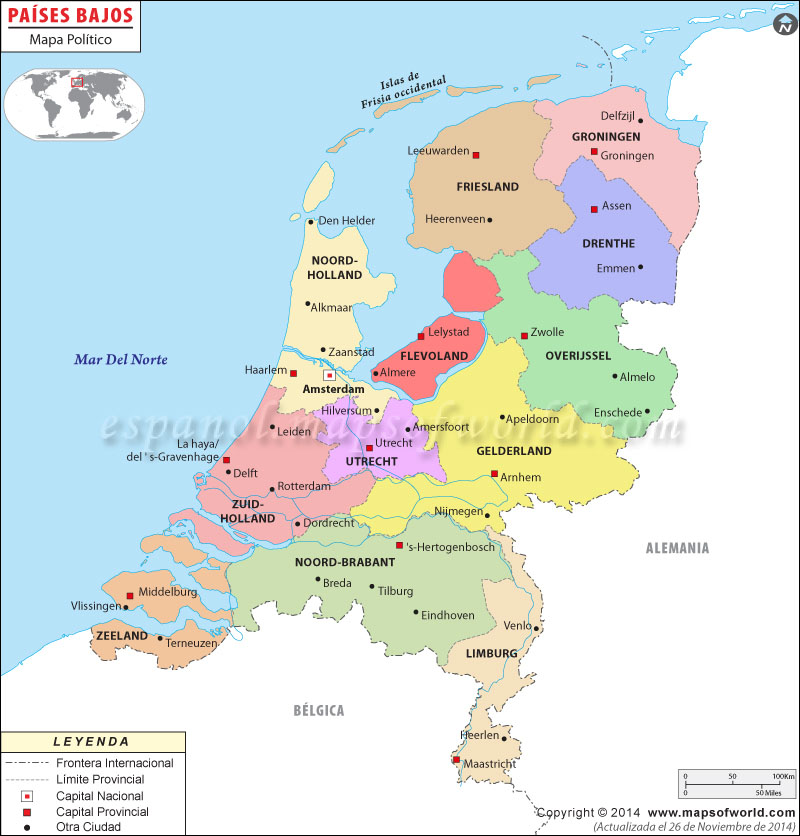 PAÍSES BAJOS
Mapa Político
Islas de
Frisia occidental
Delfzijl
GRONINGEN
Groningen
Leeuwarden
FRIESLAND
Assen
Heerenveen
DRENTHE
Emmen
Den Helder
NOORD-
HOLLAND
Alkmaar
Zaanstad
Lelystad
FLEVOLAND
Almere
Zwolle
OVERIJSSEL
Almelo
Enschede
Mar Del Norte
Haarlem
Amsterdam
Hilversum
espanol.mapsofworld.com
Leiden
Amersfoort
Utrecht
UTRECHT
Apeldoorn
GELDERLAND
Arnhem
Nijmegen
La haya/
del ' s-Gravenhage
Delft
Rotterdam
ZUID-
HOLLAND
Dordrecht
's-Hertogenbosch
NOORD-BRABANT
Breda
Tilburg
Eindhoven
ALEMANIA
Middelburg
Vlissingen
ZEELAND
Terneuzen
Venlo
LIMBURG
BÉLGICA
Heerlen
Maastricht
LEYENDA
Frontera Internacional
Límite Provincial
Capital Nacional
Capital Provincial
Otra Ciudad
0 50 100Km
0 50 Miles
Copyright © 2014 www.mapsofworld.com
(Actualizada el 26 de Noviembre de 2014)
N